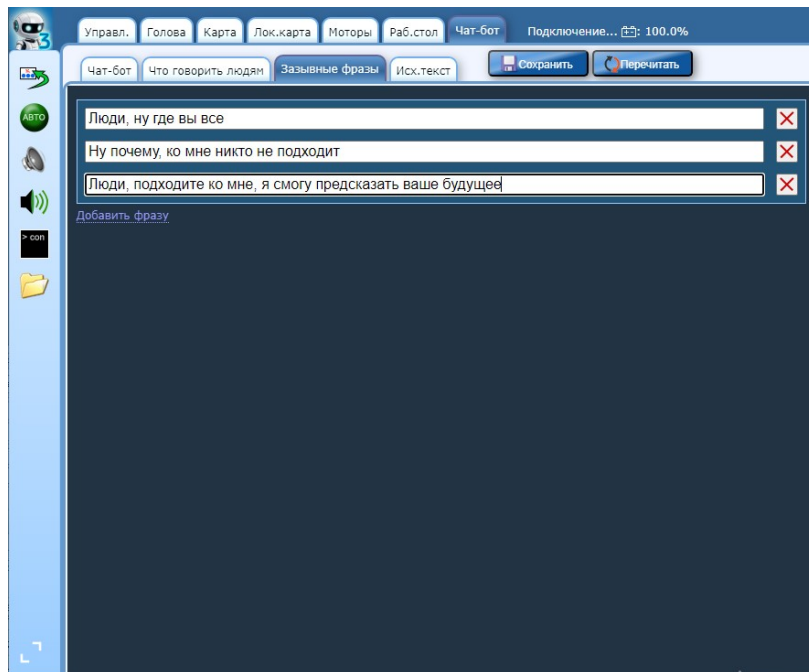 3
Управл. Голова Карта Лок.карта Моторы Раб.стол Чат-бот Подключение... : 100.0%
Чат-бот Что говорить людям Зазывные фразы Исх.текст Сохранить Перечитать
АВТО
Люди, ну где вы все
Ну почему, ко мне никто не подходит
Люди, подходите ко мне, я смогу предсказать ваше будущее
Добавить фразу
> con